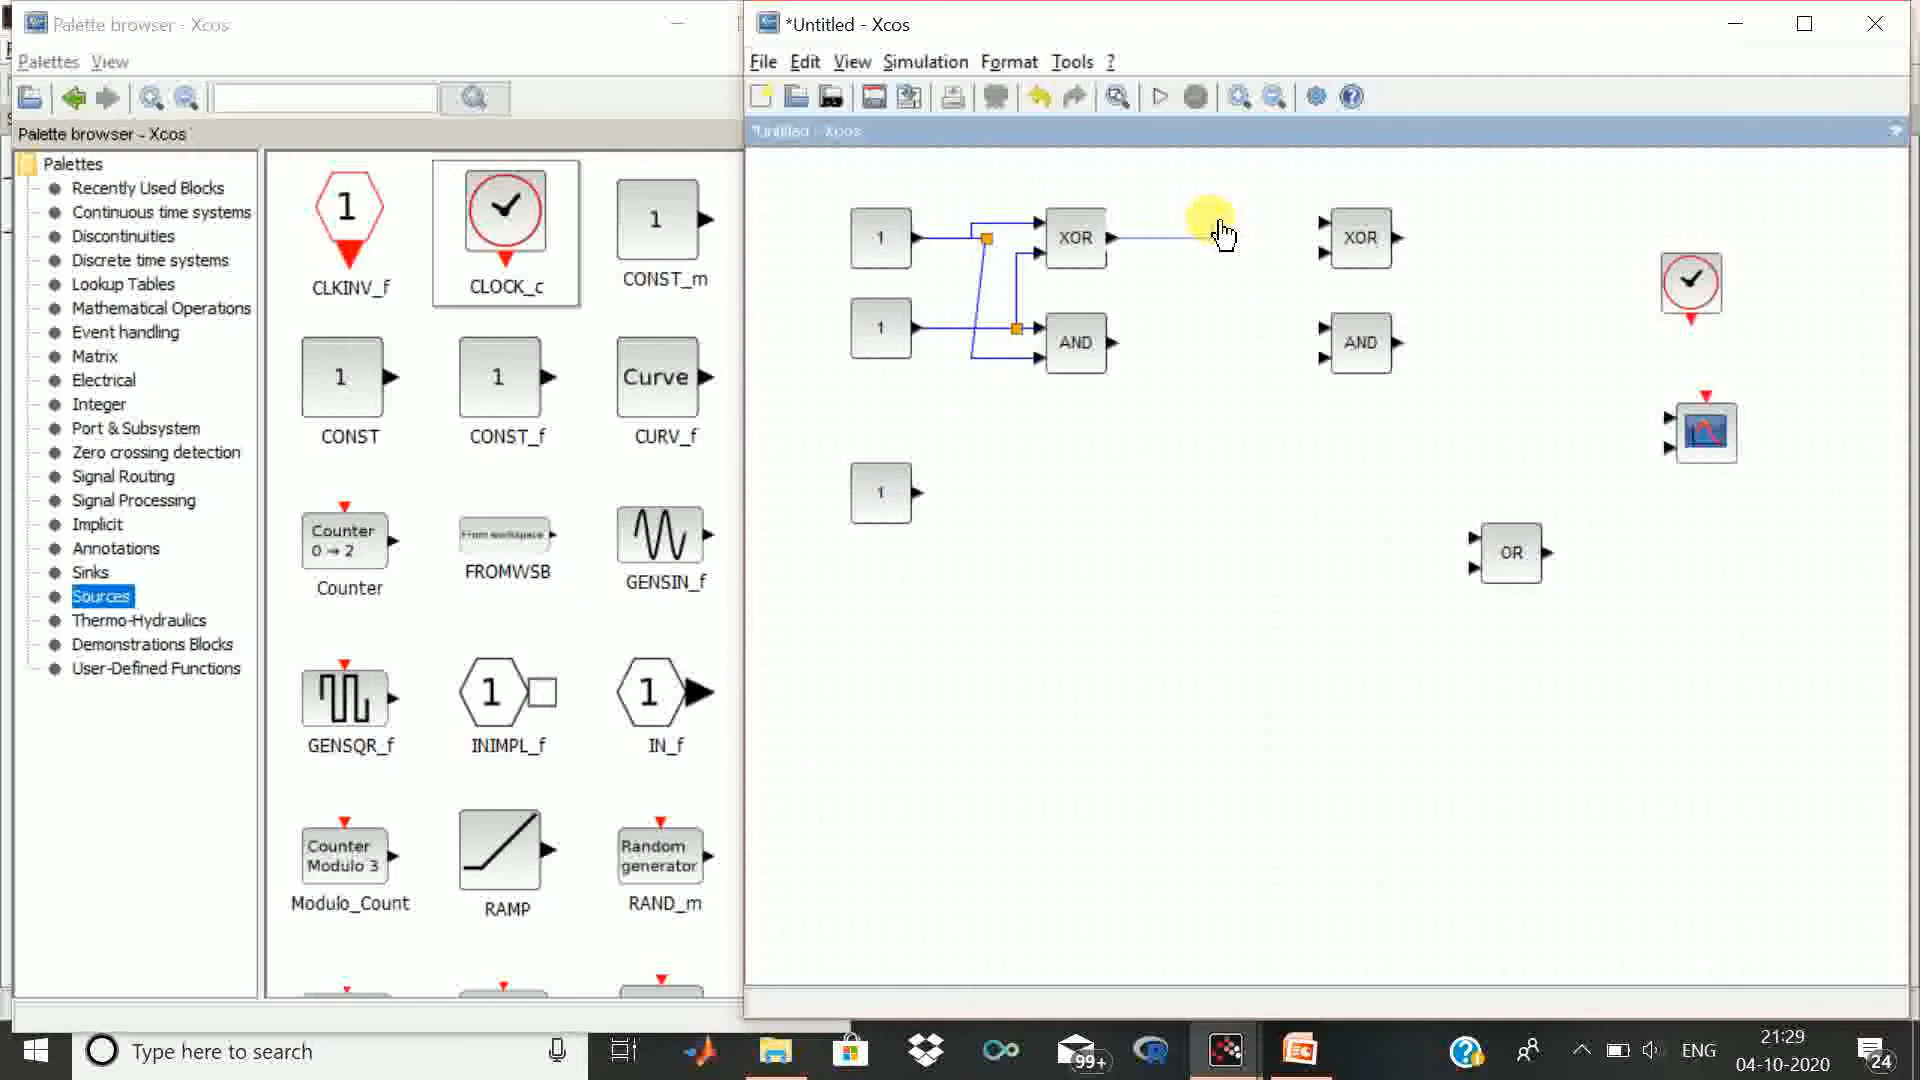 Palette browser - Xcos
Palettes View
Palette browser - Xcos
Palettes
Recently Used Blocks
Continuous time systems
Discontinuities
Discrete time systems
Lookup Tables
Mathematical Operations
Event handling
Matrix
Electrical
Integer
Port & Subsystem
Zero crossing detection
Signal Routing
Signal Processing
Implicit
Annotations
Sinks
Sources
Thermo-Hydraulics
Demonstrations Blocks
User-Defined Functions
1
1
CLKINV_f CLOCK_c CONST_m
1 1 Curve
CONST CONST_f CURV_f
Counter
0 → 2
From workspace
Counter FROMWSB GENSIN_f
1 1
GENSQR_f INIMPL_f IN_f
Counter
Modulo 3
Random
generator
Modulo_Count RAMP RAND_m
*Untitled - Xcos
File Edit View Simulation Format Tools ?
*Untitled - Xcos
1 XOR XOR
1 AND AND
1
OR
Type here to search
99+
21:29
ENG
04-10-2020
24